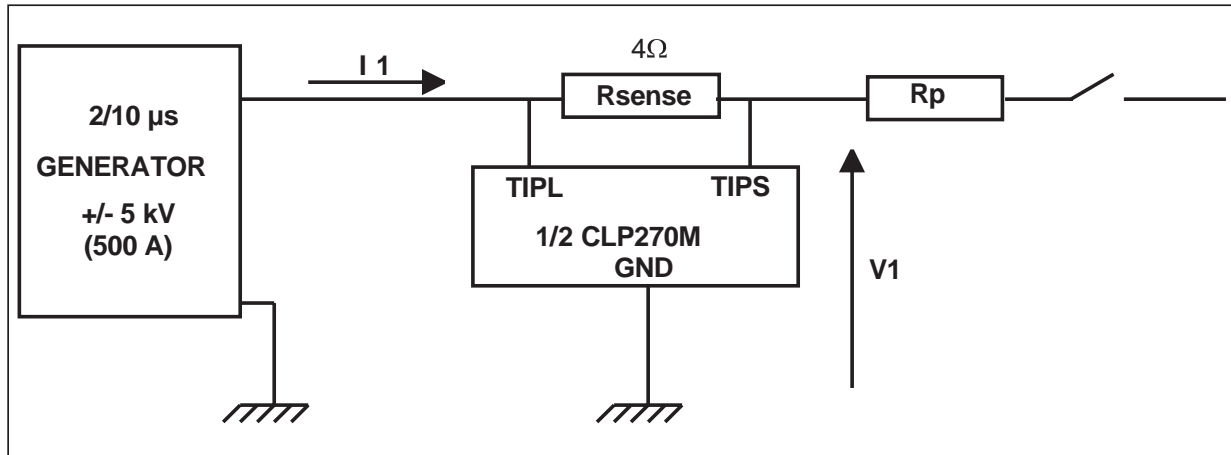 4Ω
I 1
Rsense
Rp
2/10 µs
GENERATOR
+/- 5 kV
(500 A)
TIPL
TIPS
1/2 CLP270M
GND
V1